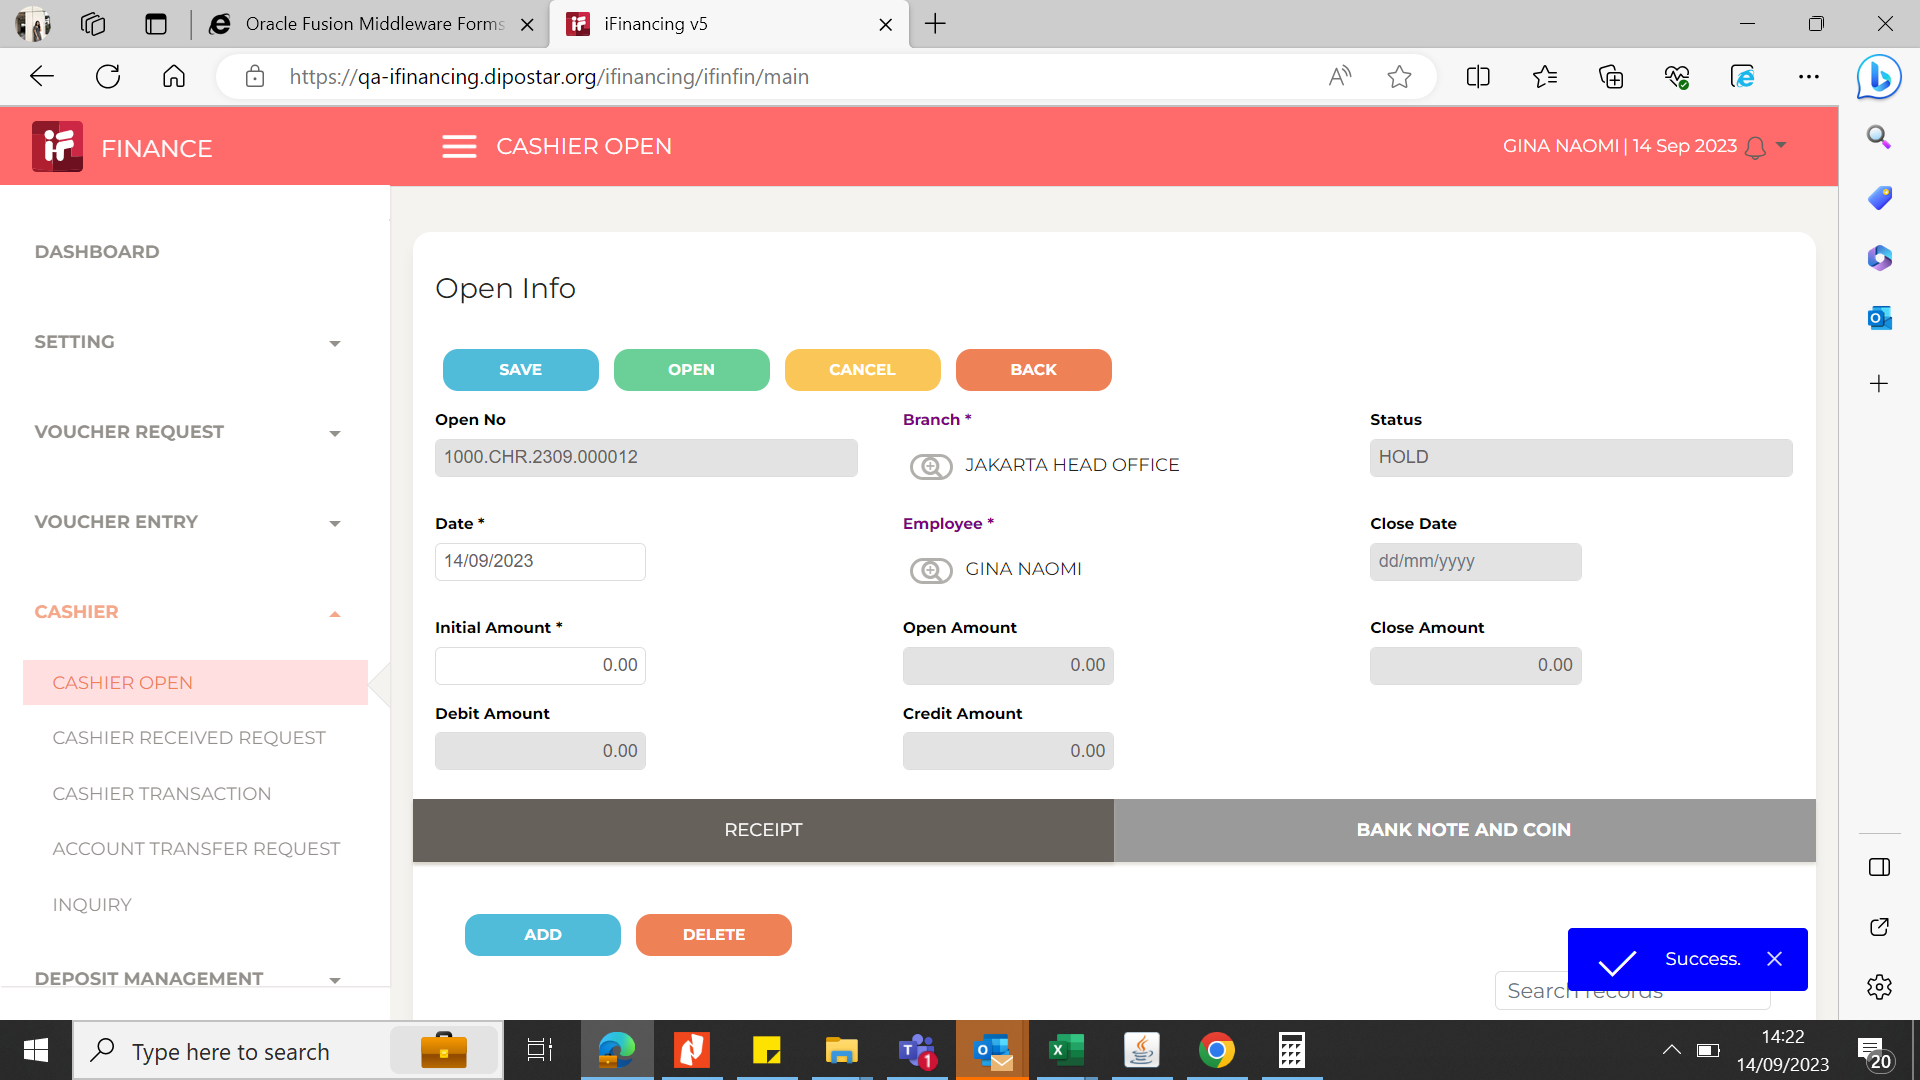 Oracle Fusion Middleware Forms
iFinancing v5
https://qa-ifinancing.dipostar.org/ifinancing/ifinfin/main
iF FINANCE
CASHIER OPEN
GINA NAOMI | 14 Sep 2023
DASHBOARD
SETTING
VOUCHER REQUEST
VOUCHER ENTRY
CASHIER
CASHIER OPEN
CASHIER RECEIVED REQUEST
CASHIER TRANSACTION
ACCOUNT TRANSFER REQUEST
INQUIRY
DEPOSIT MANAGEMENT
Open Info
SAVE OPEN CANCEL BACK
Open No Branch * Status
1000.CHR.2309.000012 JAKARTA HEAD OFFICE HOLD
Date * Employee * Close Date
14/09/2023 GINA NAOMI dd/mm/yyyy
Initial Amount * Open Amount Close Amount
0.00 0.00 0.00
Debit Amount Credit Amount
0.00 0.00
RECEIPT BANK NOTE AND COIN
ADD DELETE
Success.
Search records
Type here to search
1
14:22
14/09/2023
20